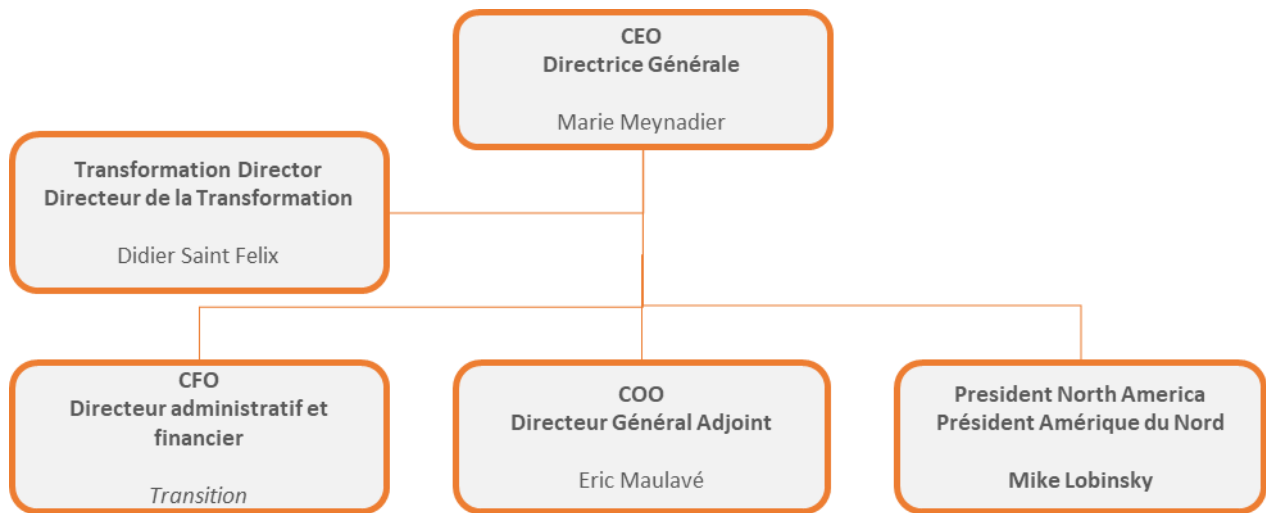 CEO
Directrice Générale
Marie Meynadier
Transformation Director
Directeur de la Transformation
Didier Saint Felix
CFO
Directeur administratif et
financier
Transition
COO
Directeur Général Adjoint
Eric Maulavé
President North America
Président Amérique du Nord
Mike Lobinsky